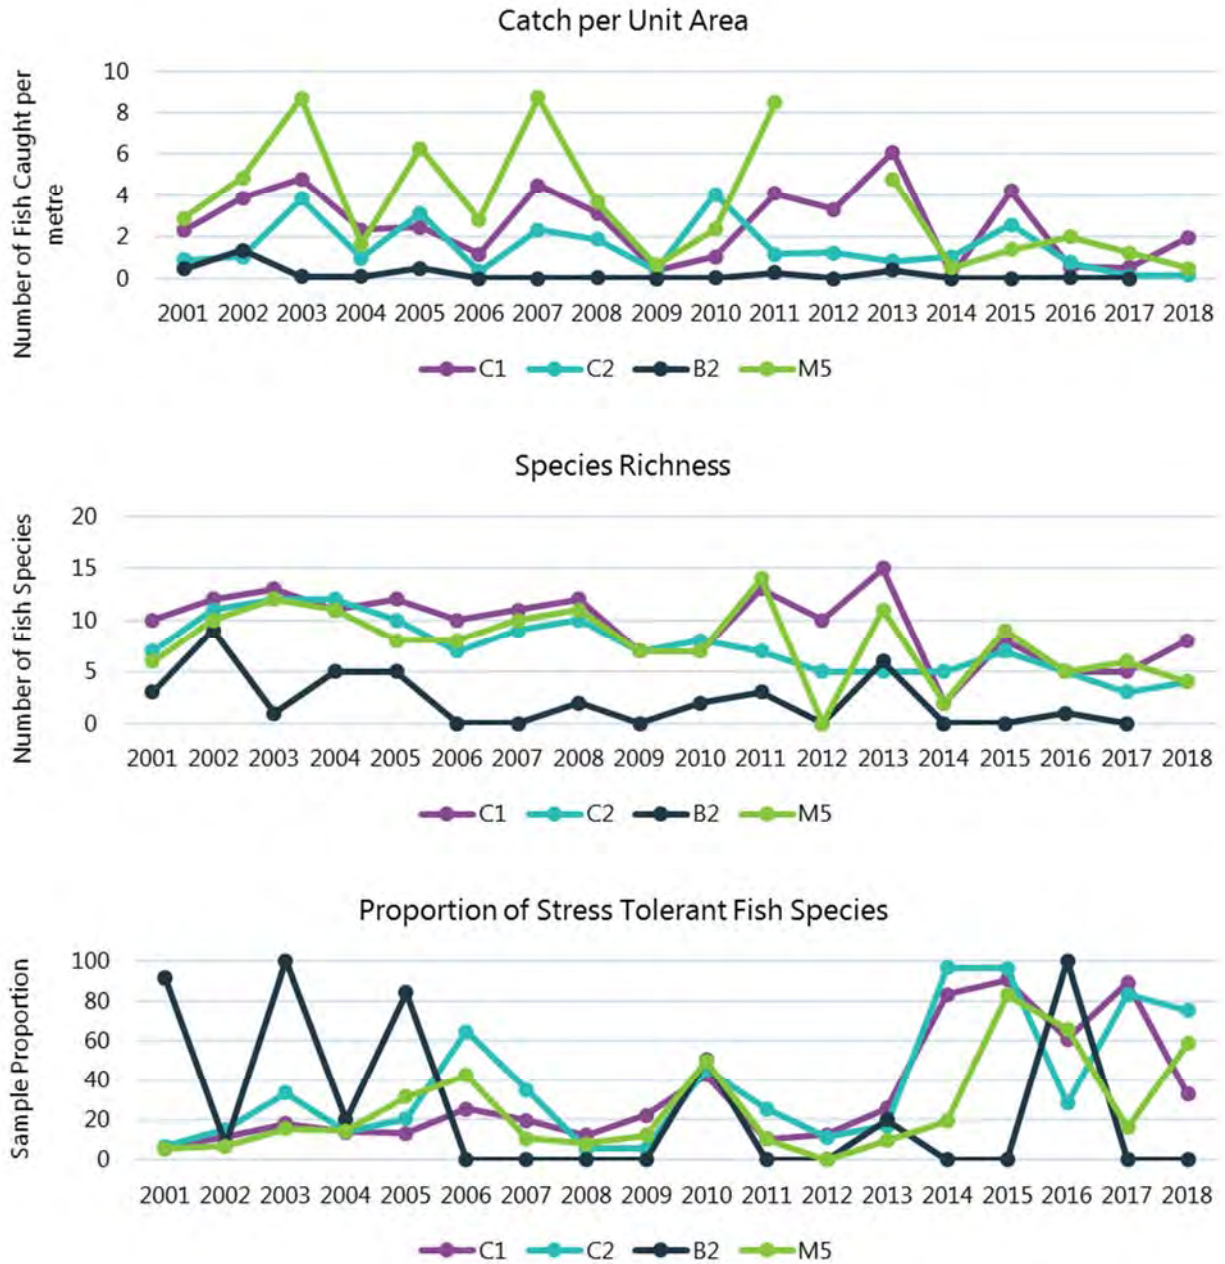 Catch per Unit Area
Number of Fish Caught per
metre
10
8
6
4
2
0
2001 2002 2003 2004 2005 2006 2007 2008 2009 2010 2011 2012 2013 2014 2015 2016 2017 2018
C1 C2 B2 M5
Species Richness
Number of Fish Species
20
15
10
5
0
2001 2002 2003 2004 2005 2006 2007 2008 2009 2010 2011 2012 2013 2014 2015 2016 2017 2018
C1 C2 B2 M5
Proportion of Stress Tolerant Fish Species
Sample Proportion
100
80
60
40
20
0
2001 2002 2003 2004 2005 2006 2007 2008 2009 2010 2011 2012 2013 2014 2015 2016 2017 2018
C1 C2 B2 M5